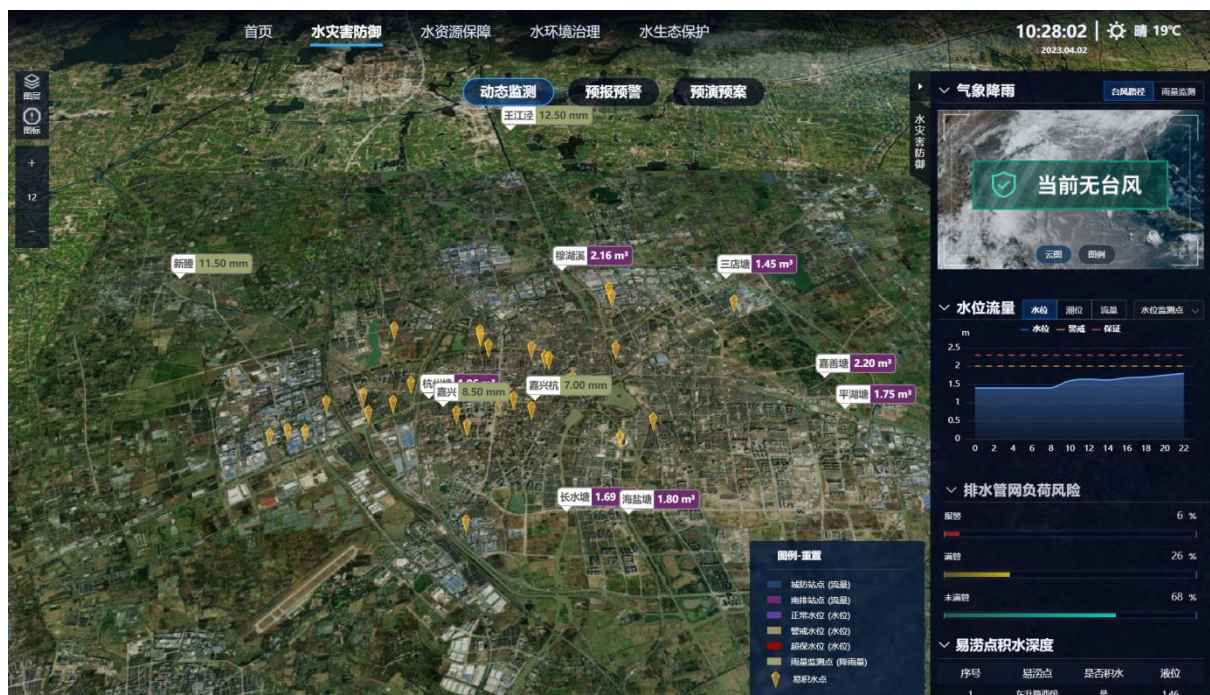 首页 水灾害防御 水资源保障 水环境治理 水生态保护
10:28:02 晴 19℃
2023.04.02
图层
图标
+
12
-
动态监测 预报预警 预演预案
王江泾 12.50 mm
新塍 11.50 mm
穆湖溪 2.16 m³
三店塘 1.45 m³
嘉善塘 2.20 m³
平湖塘 1.75 m³
嘉兴 8.50 mm
嘉兴杭 7.00 mm
长水塘 1.69
海盐塘 1.80 m³
图例-重置
城防站点 (流量)
南排站点 (流量)
正常水位 (水位)
警戒水位 (水位)
超保水位 (水位)
雨量监测点 (降雨量)
易积水点
水灾害防御
气象降雨 台风路径 雨量监测
当前无台风
云图 图例
水位流量 水位 潮位 流量 水位监测点
m 水位 警戒 保证
2.5
2
1.5
1
0.5
0
0 2 4 6 8 10 12 14 16 18 20 22
排水管网负荷风险
报警 6 %
满管 26 %
未满管 68 %
易涝点积水深度
序号 易涝点 是否积水 液位